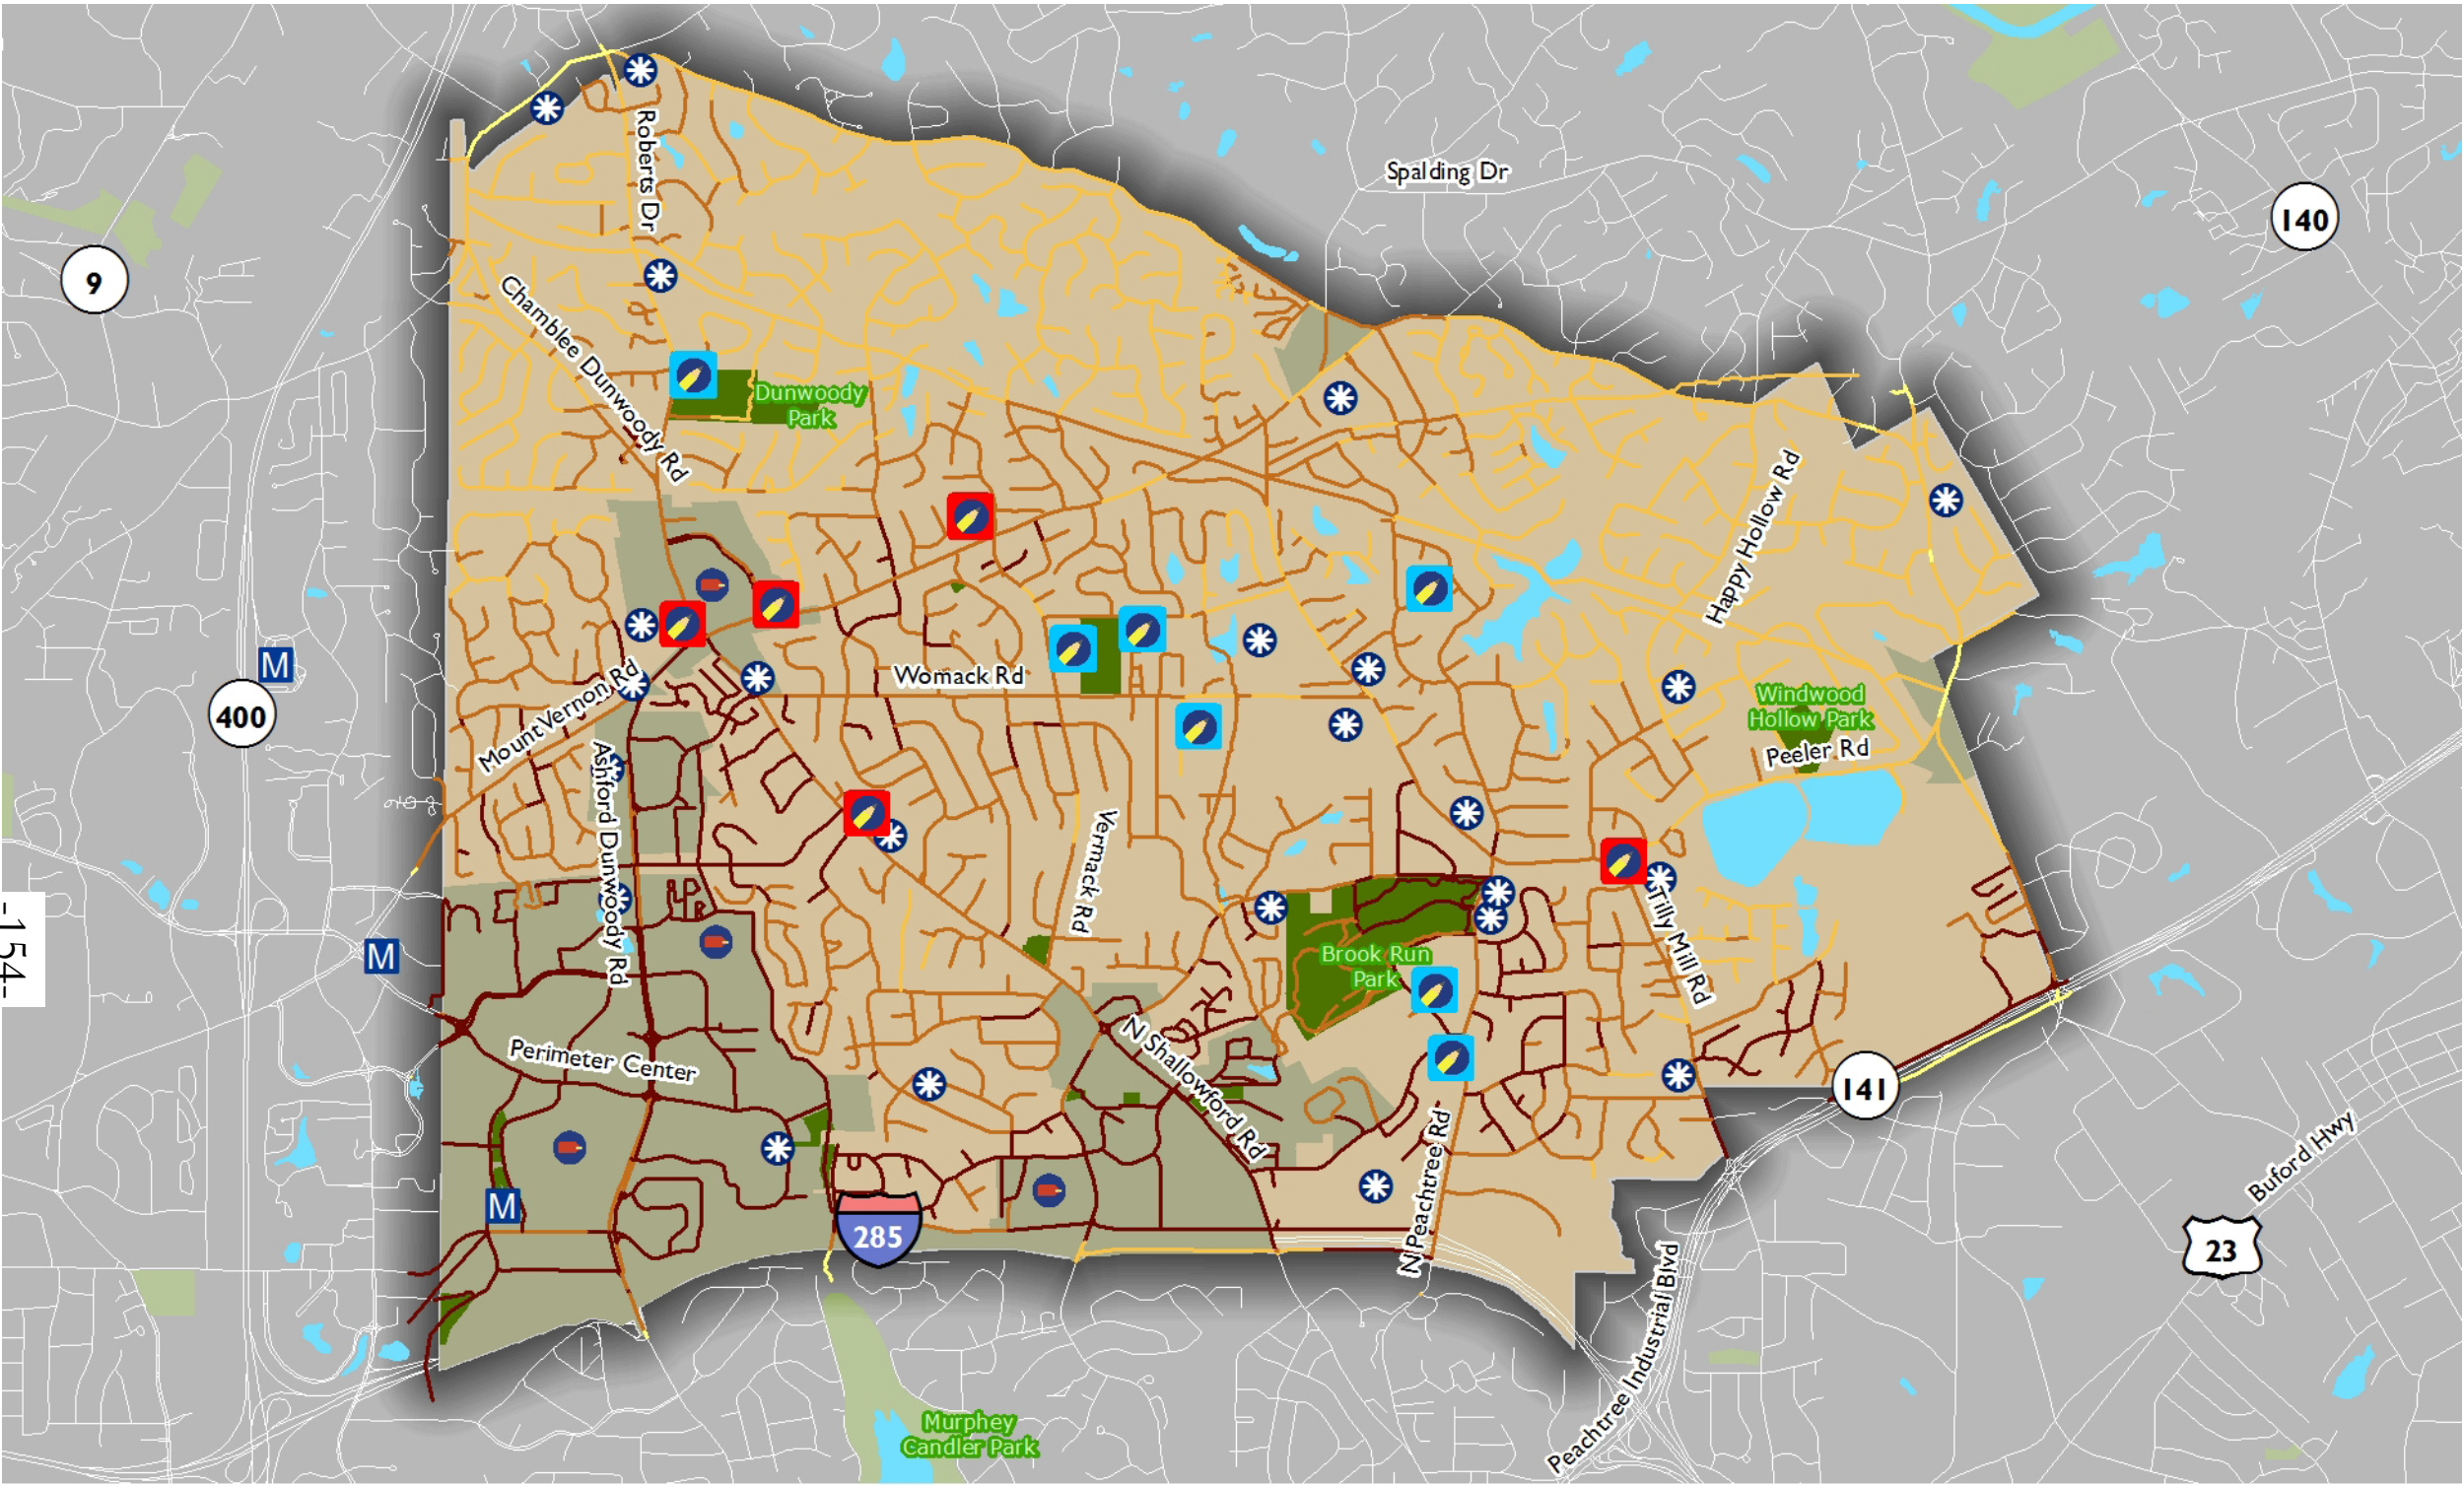 Spalding Dr
Roberts Dr
140
9
Chamblee Dunwoody Rd
Dunwoody
Park
Happy Hollow Rd
M
Womack Rd
Mount Vernon Rd
400
Windwood
Hollow Park
Peeler Rd
Ashford Dunwoody Rd
Vermack Rd
-154-
M
Brook Run
Park
Tilly Mill Rd
Perimeter Center
N Shallowford Rd
141
N Peachtree Rd
Buford Hwy
M
285
23
Peachtree Industrial Blvd
Murphey
Candler Park